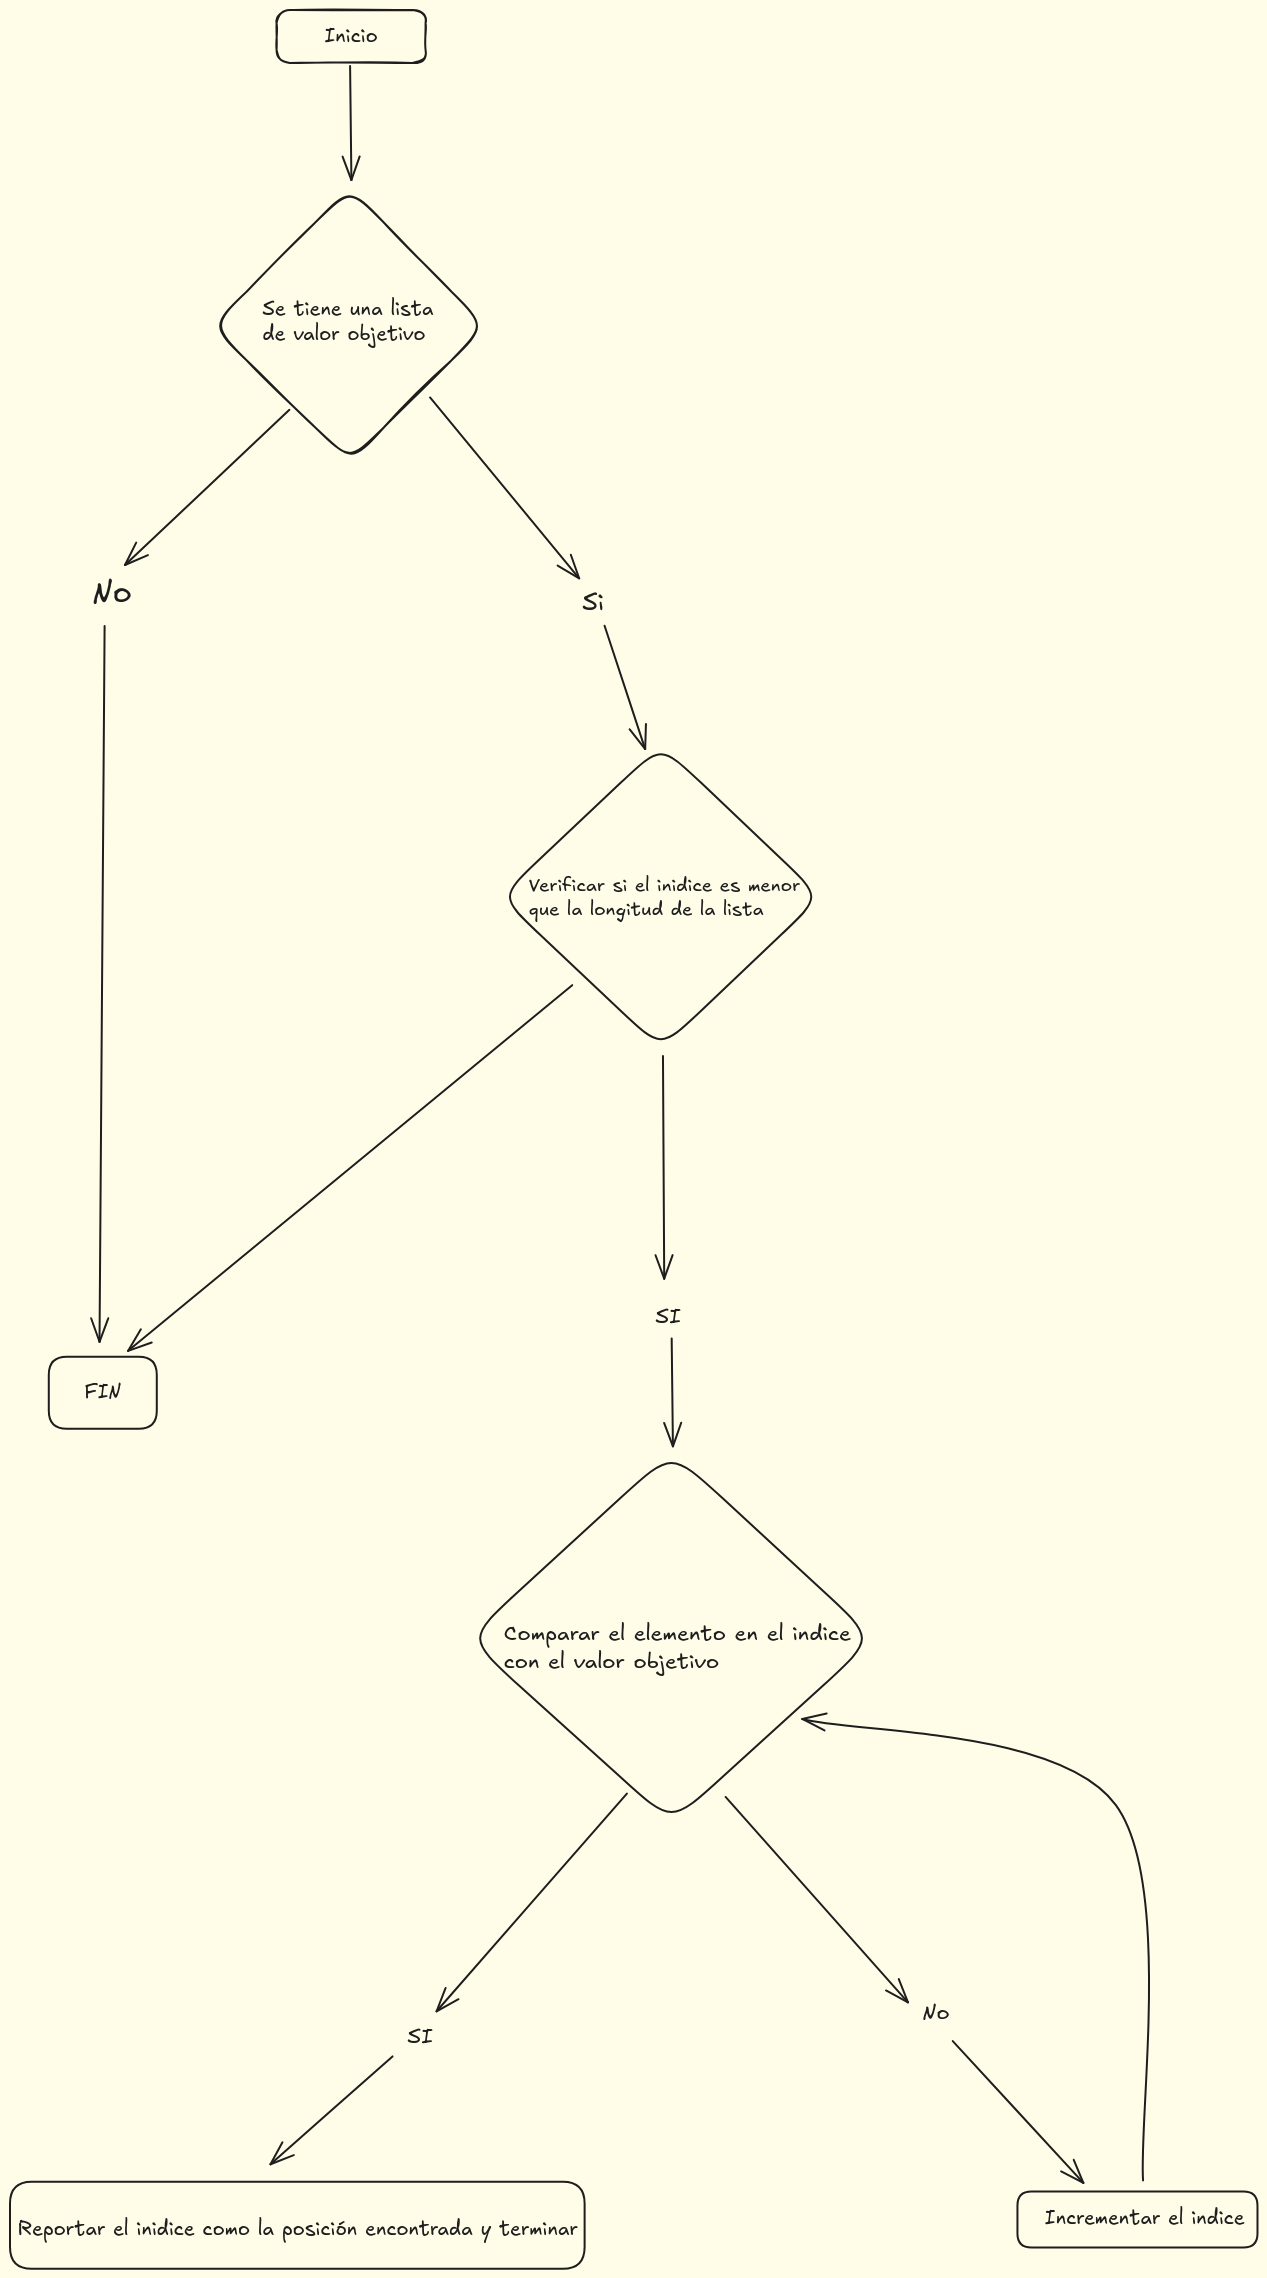 Inicio
Se tiene una lista
de valor objetivo
No
Si
Verificar si el inidice es menor
que la longitud de la lista
SI
FIN
Comparar el elemento en el indice
con el valor objetivo
SI
No
Reportar el inidice como la posición encontrada y terminar
Incrementar el indice